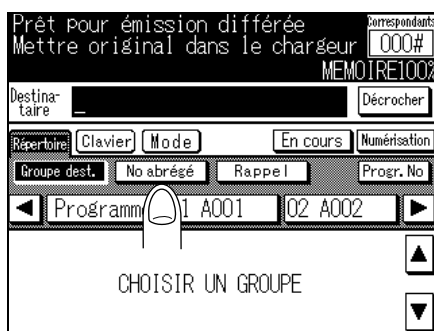 Prêt pour émission différée
Correspondants
Mettre original dans le chargeur 000#
MEMOIRE100%
Destina-
taire
Décrocher
Répertoire Clavier Mode En cours Numérisation
Groupe dest. No abrégé Rappel Progr. No
Programm 1 A001 02 A002
CHOISIR UN GROUPE